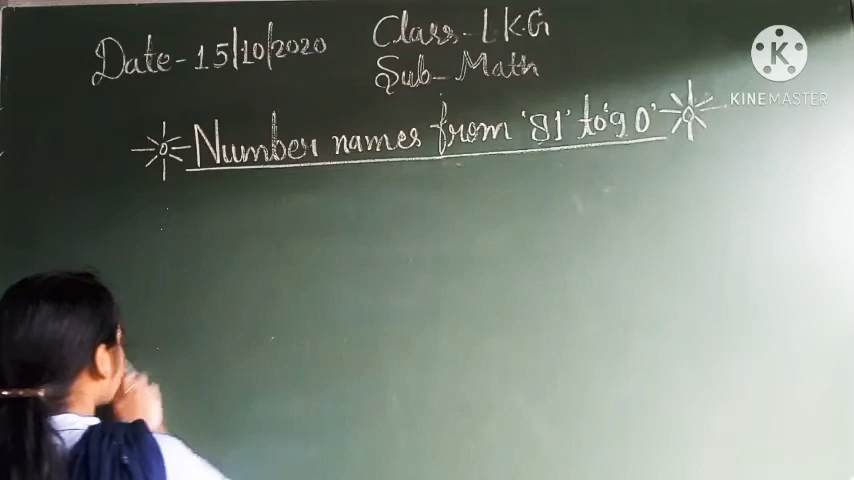 Date-15/10/2020
Class-LKG
Sub-Math
Number names from '81' to '90'
K
KINEMASTER